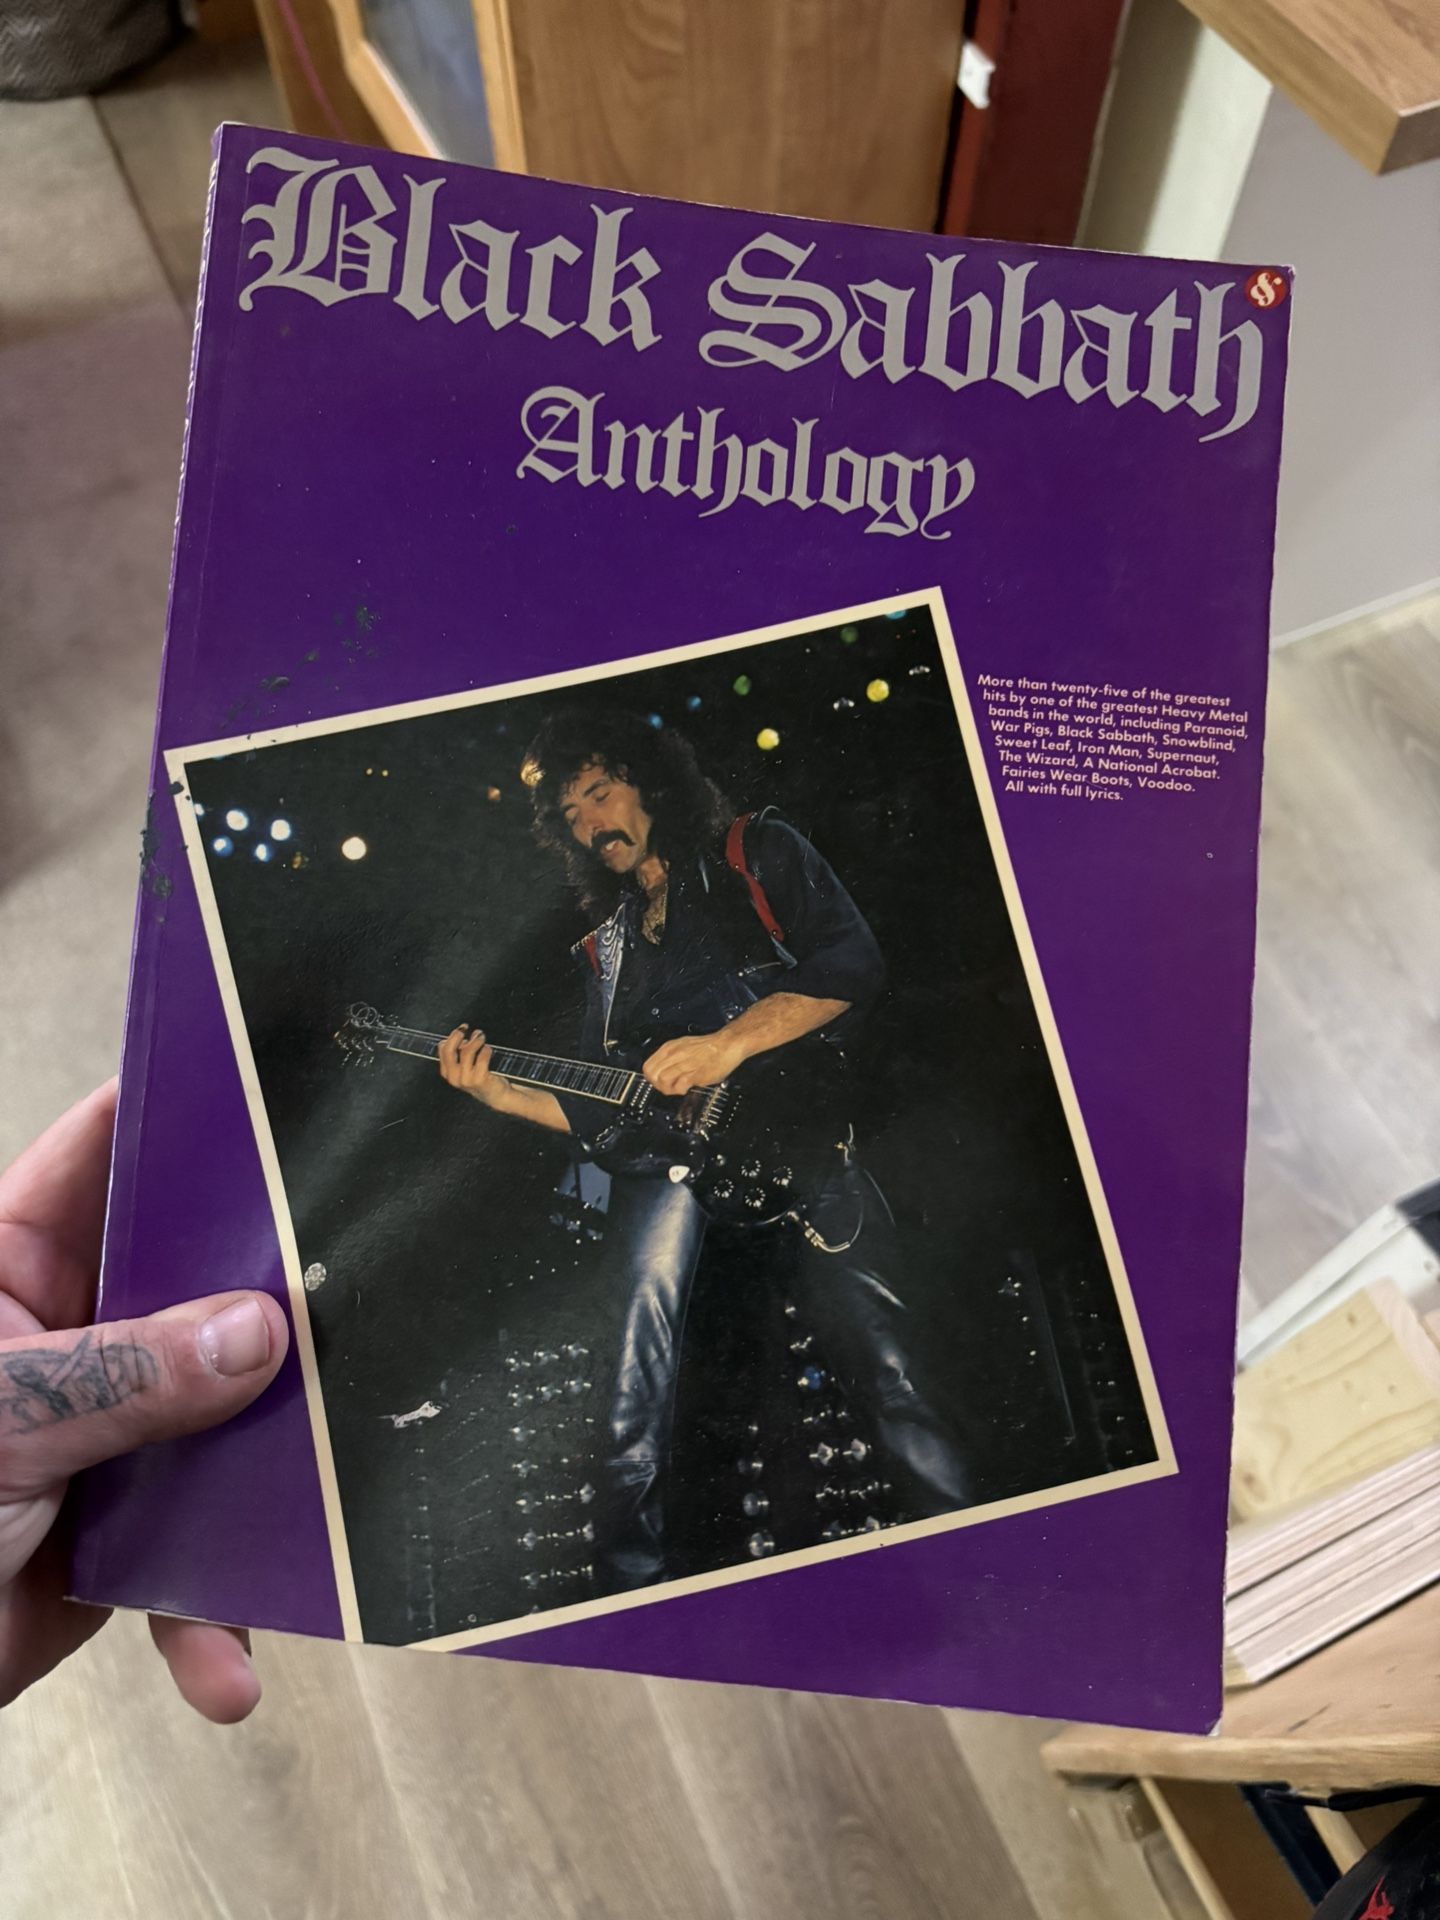 Black Sabbath
Anthology
More than twenty-five of the greatest
hits by one of the greatest Heavy Metal
bands in the world, including Paranoid,
War Pigs, Black Sabbath, Snowblind,
Sweet Leaf, Iron Man, Supernaut,
The Wizard, A National Acrobat.
Fairies Wear Boots, Voodoo.
All with full lyrics.